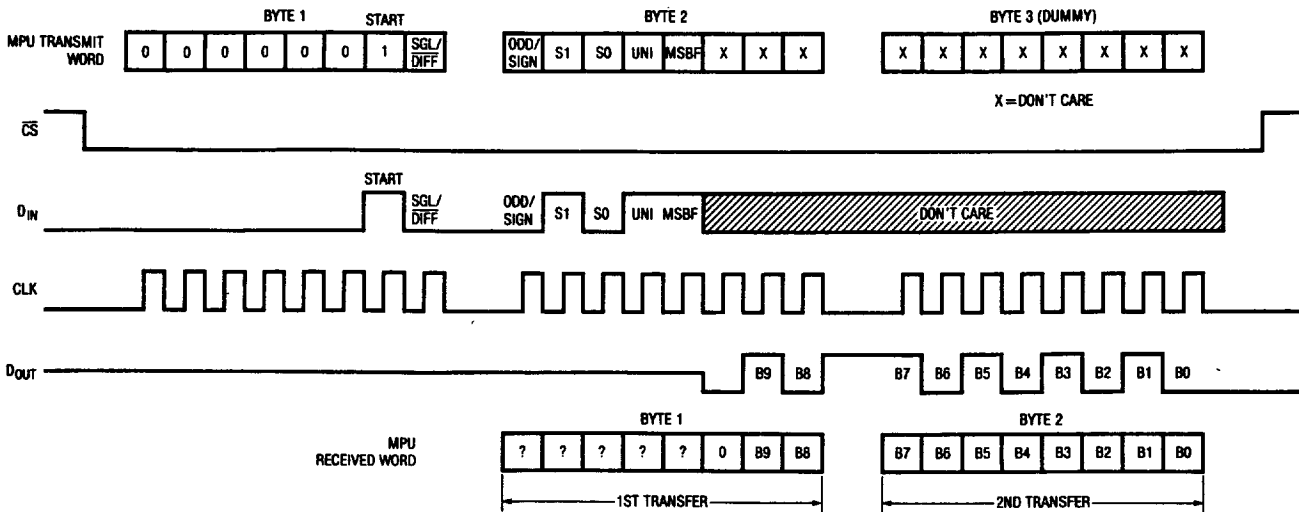 BYTE 1 START BYTE 2 BYTE 3 (DUMMY)
MPU TRANSMIT WORD 0 0 0 0 0 0 1 SGL/DIFF ODD/SIGN S1 S0 UNI MSBF X X X X X X X X X X X
X=DON'T CARE
CS
START
DIN SGL/DIFF ODD/SIGN S1 S0 UNI MSBF DON'T CARE
CLK
DOUT B9 B8 B7 B6 B5 B4 B3 B2 B1 B0
BYTE 1 BYTE 2
MPU RECEIVED WORD ? ? ? ? ? 0 B9 B8 B7 B6 B5 B4 B3 B2 B1 B0
1ST TRANSFER 2ND TRANSFER